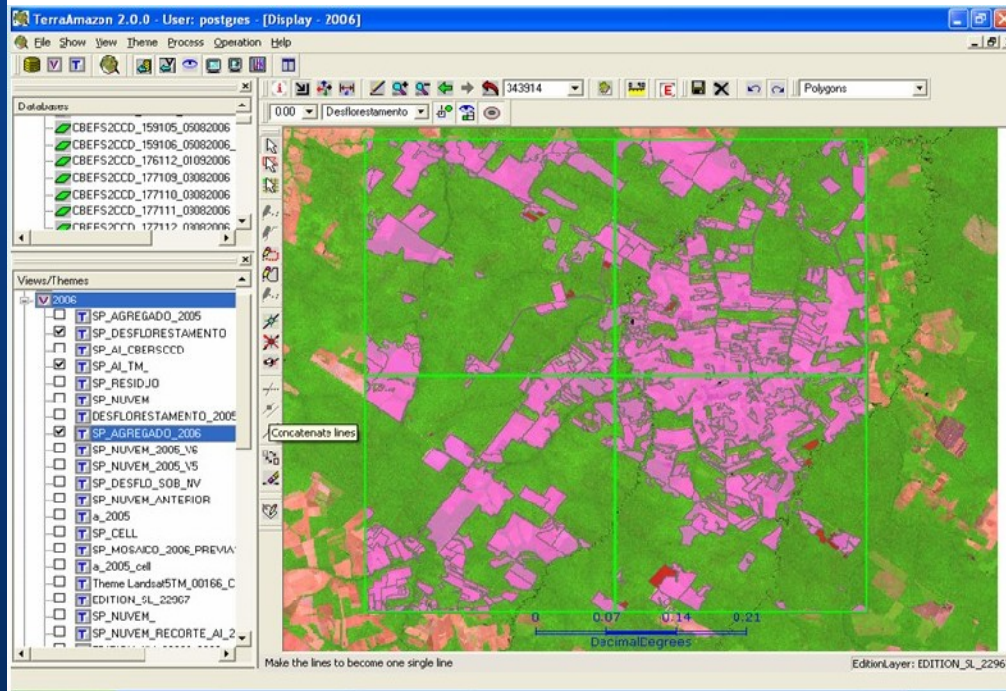 TerraAmazon 2.0.0 - User: postgres - [Display - 2006]
File Show View Theme Process Operation Help
343914
Polygons
0.00
Desflorestamento
Databases
CBEFS2CCD_159105_05082006
CBEFS2CCD_159106_05082006_
CBEFS2CCD_176112_01092006
CBEFS2CCD_177109_03082006
CBEFS2CCD_177110_03082006
CBEFS2CCD_177111_03082006
CBEFS2CCD_177112_03082006
Views/Themes
2006
SP_AGREGADO_2005
SP_DESFLORESTAMENTO
SP_AI_CBERSCCD
SP_AI_TM_
SP_RESIDJO
SP_NUVEM
DESFLORESTAMENTO_2005
SP_AGREGADO_2006
SP_NUVEM_2005_V6
SP_NUVEM_2005_V5
SP_DESFLO_SOB_NV
SP_NUVEM_ANTERIOR
a_2005
SP_CELL
SP_MOSAICO_2006_PREVIA
a_2005_cell
Theme Landsat5TM_00166_C
EDITION_SL_22967
SP_NUVEM_
SP_NUVEM_RECORTE_AI_2
Concatenate lines
0 0.07 0.14 0.21
DecimalDegrees
Make the lines to become one single line
EditionLayer: EDITION_SL_2296